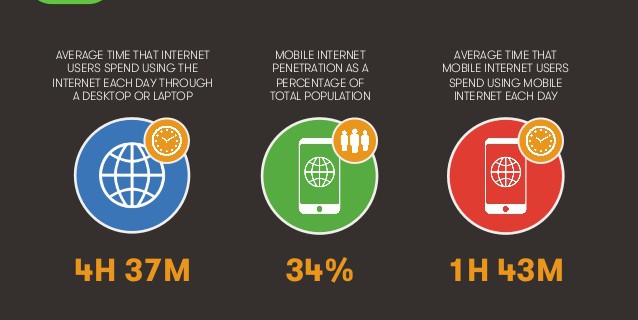 AVERAGE TIME THAT INTERNET
USERS SPEND USING THE
INTERNET EACH DAY THROUGH
A DESKTOP OR LAPTOP
4H 37M
MOBILE INTERNET
PENETRATION AS A
PERCENTAGE OF
TOTAL POPULATION
34%
AVERAGE TIME THAT
MOBILE INTERNET USERS
SPEND USING MOBILE
INTERNET EACH DAY
1H 43M